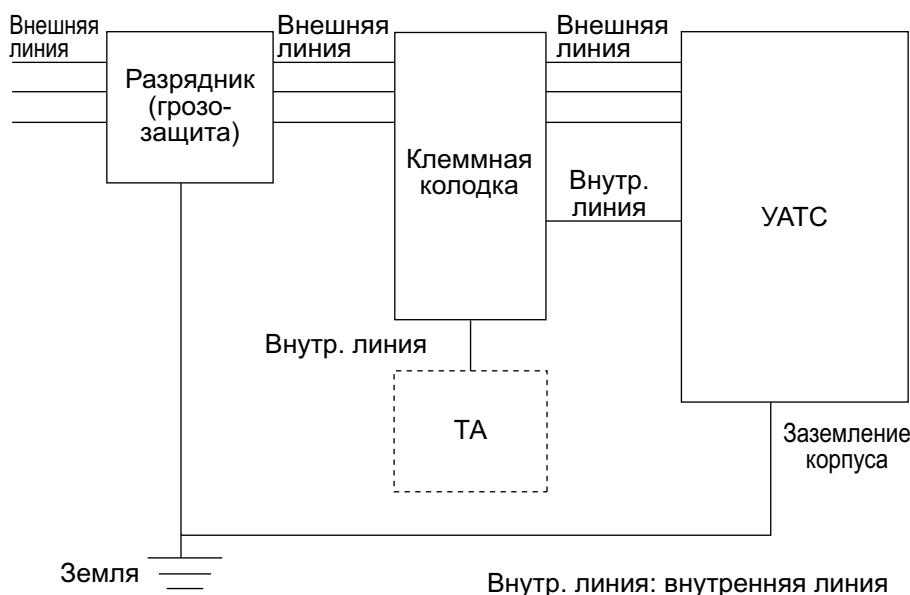 Внешняя
линия
Внешняя
линия
Внешняя
линия
Разрядник
(грозо-
защита)
Клеммная
колодка
Внутр.
линия
УАТС
Внутр. линия
ТА
Заземление
корпуса
Земля
Внутр. линия: внутренняя линия